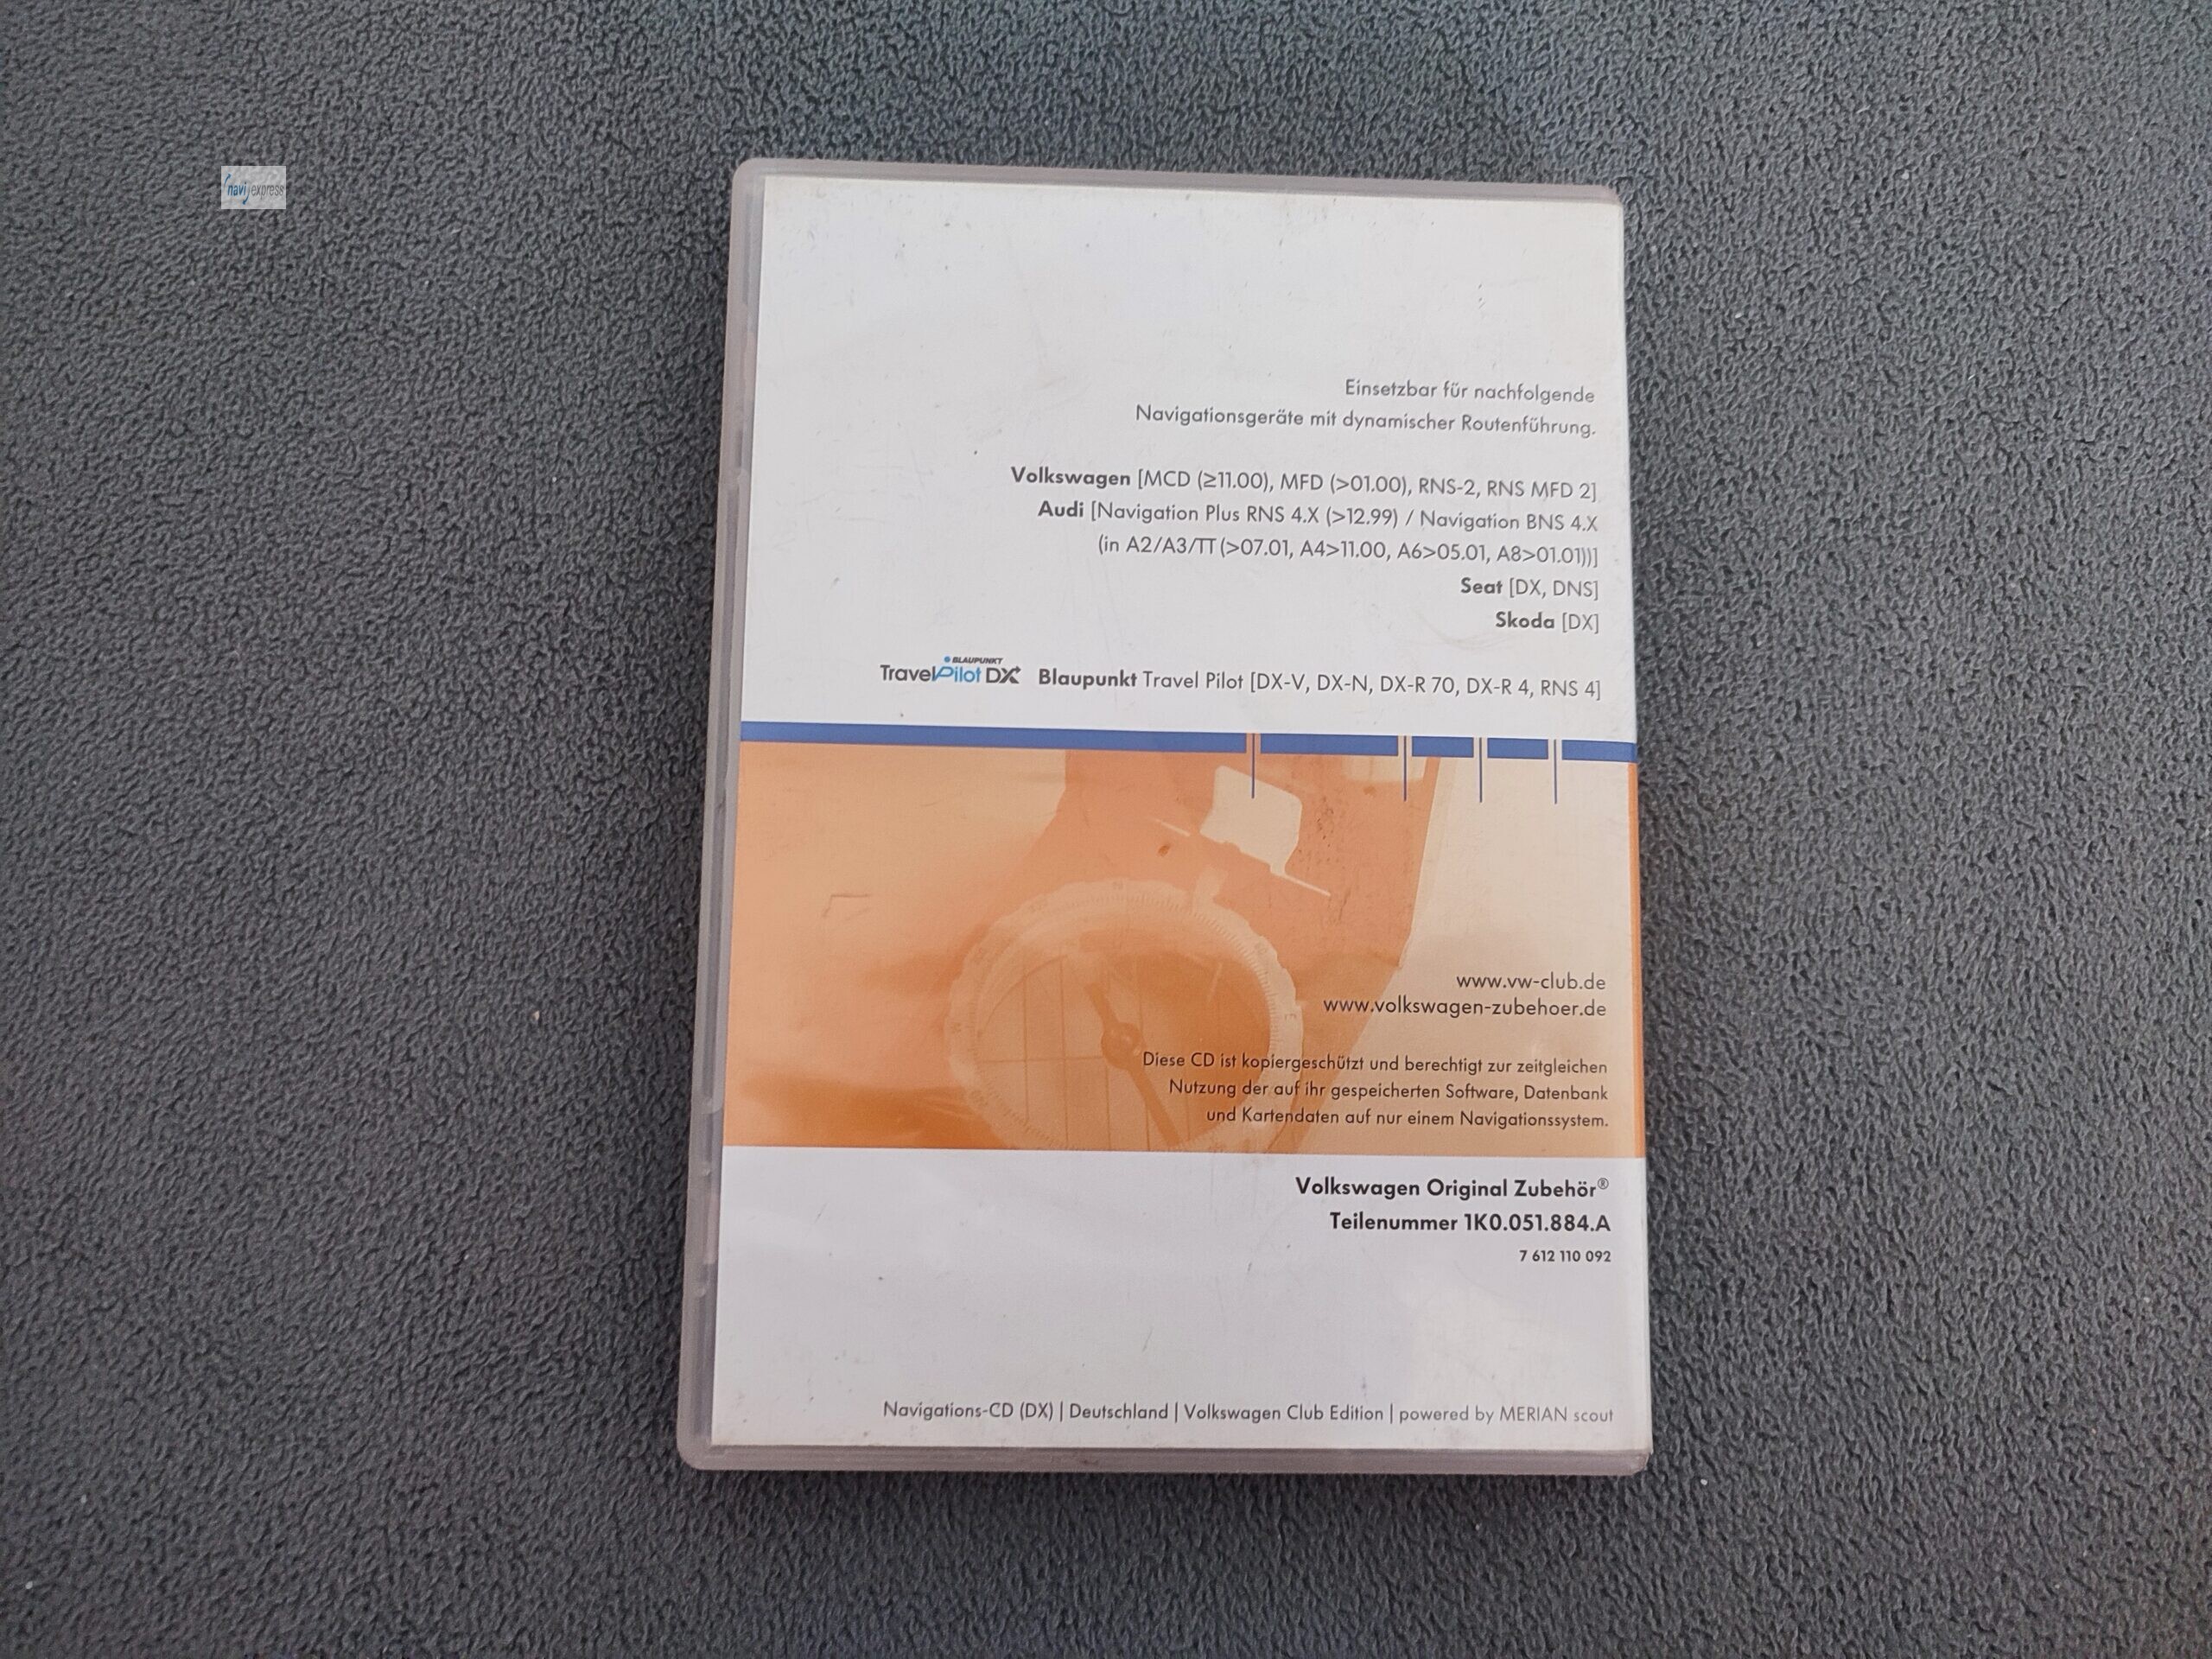 navi express
Einsetzbar für nachfolgende
Navigationsgeräte mit dynamischer Routenführung.
Volkswagen [MCD (≥11.00), MFD (>01.00), RNS-2, RNS MFD 2]
Audi [Navigation Plus RNS 4.X (>12.99) / Navigation BNS 4.X
(in A2/A3/TT (>07.01, A4>11.00, A6>05.01, A8>01.01))]
Seat [DX, DNS]
Skoda [DX]
BLAUPUNKT
TravelPilot DX Blaupunkt Travel Pilot [DX-V, DX-N, DX-R 70, DX-R 4, RNS 4]
www.vw-club.de
www.volkswagen-zubehoer.de
Diese CD ist kopiergeschützt und berechtigt zur zeitgleichen
Nutzung der auf ihr gespeicherten Software, Datenbank
und Kartendaten auf nur einem Navigationssystem.
Volkswagen Original Zubehör®
Teilenummer 1K0.051.884.A
7 612 110 092
Navigations-CD (DX) | Deutschland | Volkswagen Club Edition | powered by MERIAN scout